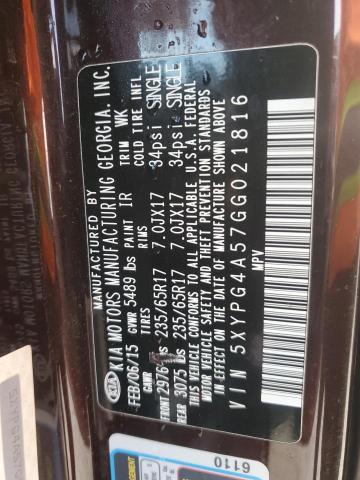 MANUFACTURED BY
KIA KIA MOTORS MANUFACTURING GEORGIA, INC.
FEB/06/15 GVWR 5489 lbs PAINT IR TRIM WK
GAWR TIRES RIMS COLD TIRE INFL
FRONT 2976 lbs 235/65R17 7.0JX17 34psi SINGLE
REAR 3075 lbs 235/65R17 7.0JX17 34psi SINGLE
THIS VEHICLE CONFORMS TO ALL APPLICABLE U.S.A FEDERAL
MOTOR VEHICLE SAFETY AND THEFT PREVENTION STANDARDS
IN EFFECT ON THE DATE OF MANUFACTURE SHOWN ABOVE
VIN 5XYPG4A57GG021816
MPV
6110